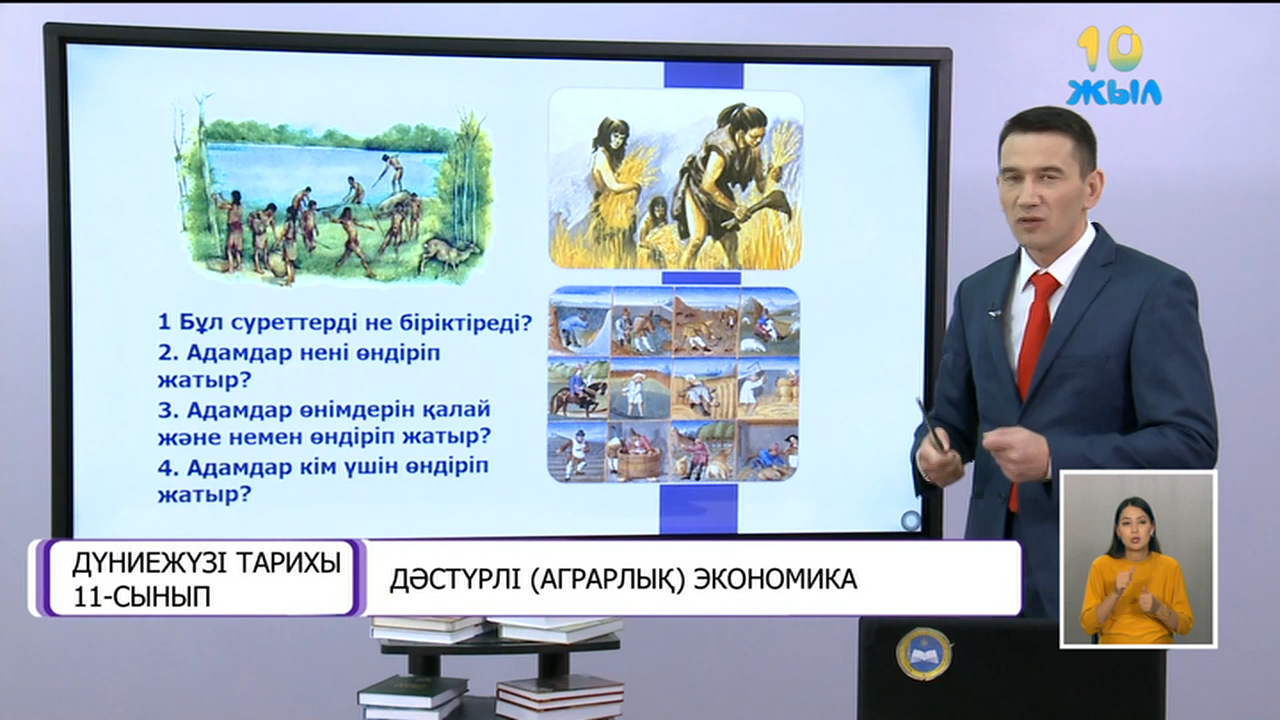 10
ЖЫЛ
1 Бұл суреттерді не біріктіреді?
2. Адамдар нені өндіріп
жатыр?
3. Адамдар өнімдерін қалай
және немен өндіріп жатыр?
4. Адамдар кім үшін өндіріп
жатыр?
ДҮНИЕЖҮЗІ ТАРИХЫ
11-СЫНЫП
ДӘСТҮРЛІ (АГРАРЛЫҚ) ЭКОНОМИКА